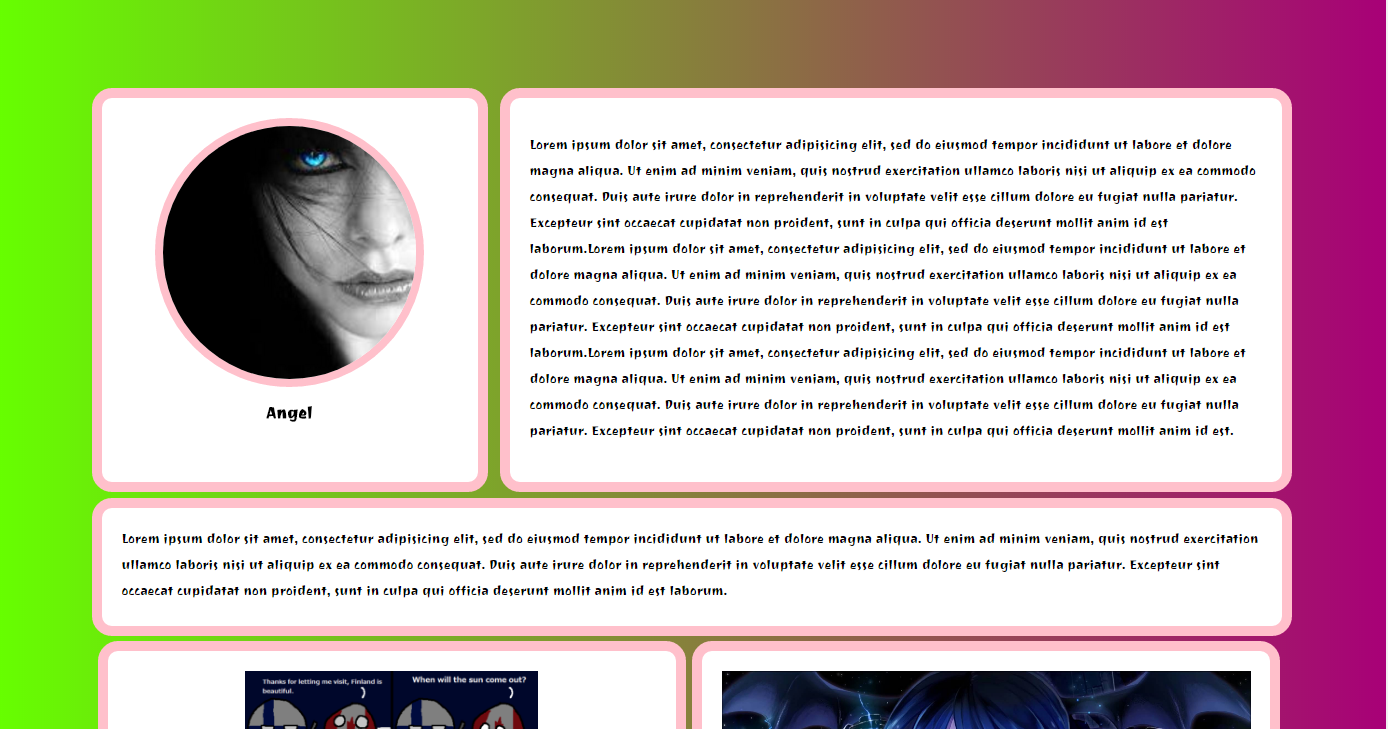 Angel
Lorem ipsum dolor sit amet, consectetur adipisicing elit, sed do eiusmod tempor incididunt ut labore et dolore
magna aliqua. Ut enim ad minim veniam, quis nostrud exercitation ullamco laboris nisi ut aliquip ex ea commodo
consequat. Duis aute irure dolor in reprehenderit in voluptate velit esse cillum dolore eu fugiat nulla pariatur.
Excepteur sint occaecat cupidatat non proident, sunt in culpa qui officia deserunt mollit anim id est
laborum.Lorem ipsum dolor sit amet, consectetur adipisicing elit, sed do eiusmod tempor incididunt ut labore et
dolore magna aliqua. Ut enim ad minim veniam, quis nostrud exercitation ullamco laboris nisi ut aliquip ex ea
commodo consequat. Duis aute irure dolor in reprehenderit in voluptate velit esse cillum dolore eu fugiat nulla
pariatur. Excepteur sint occaecat cupidatat non proident, sunt in culpa qui officia deserunt mollit anim id est
laborum.Lorem ipsum dolor sit amet, consectetur adipisicing elit, sed do eiusmod tempor incididunt ut labore et
dolore magna aliqua. Ut enim ad minim veniam, quis nostrud exercitation ullamco laboris nisi ut aliquip ex ea
commodo consequat. Duis aute irure dolor in reprehenderit in voluptate velit esse cillum dolore eu fugiat nulla
pariatur. Excepteur sint occaecat cupidatat non proident, sunt in culpa qui officia deserunt mollit anim id est.
Lorem ipsum dolor sit amet, consectetur adipisicing elit, sed do eiusmod tempor incididunt ut labore et dolore magna aliqua. Ut enim ad minim veniam, quis nostrud exercitation
ullamco laboris nisi ut aliquip ex ea commodo consequat. Duis aute irure dolor in reprehenderit in voluptate velit esse cillum dolore eu fugiat nulla pariatur. Excepteur sint
occaecat cupidatat non proident, sunt in culpa qui officia deserunt mollit anim id est laborum.
Thanks for letting me visit, Finland is
beautiful.
When will the sun come out?